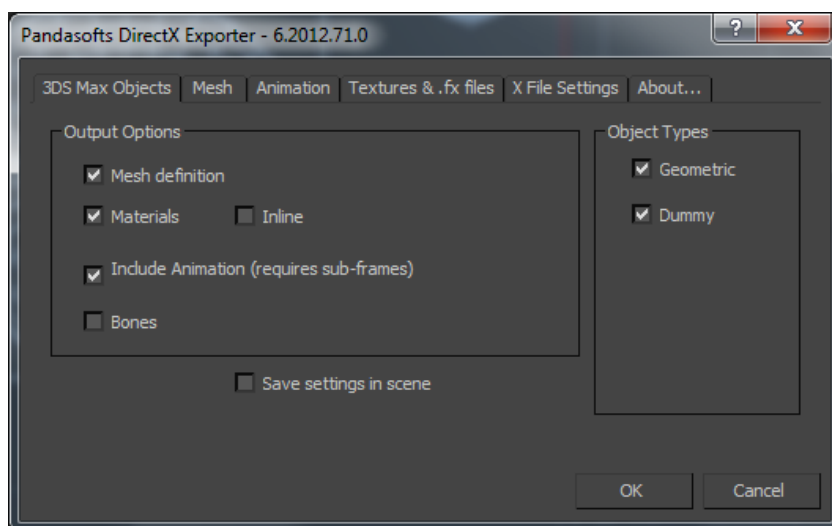 Pandasofts DirectX Exporter - 6.2012.71.0
?
X
3DS Max Objects Mesh Animation Textures & .fx files X File Settings About...
Output Options
Mesh definition
Materials Inline
Include Animation (requires sub-frames)
Bones
Save settings in scene
Object Types
Geometric
Dummy
OK Cancel